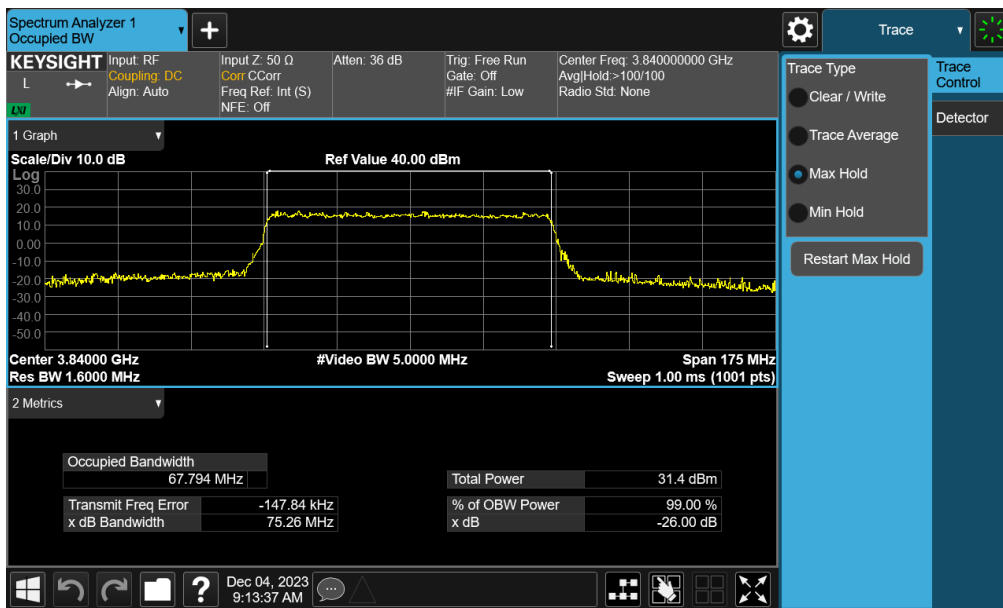 Spectrum Analyzer 1
Occupied BW
Trace
KEYSIGHT
L
LXI
Input: RF
Coupling: DC
Align: Auto
Input Z: 50 Ω
Corr CCorr
Freq Ref: Int (S)
NFE: Off
Atten: 36 dB
Trig: Free Run
Gate: Off
#IF Gain: Low
Center Freq: 3.840000000 GHz
Avg|Hold:>100/100
Radio Std: None
1 Graph
Scale/Div 10.0 dB
Ref Value 40.00 dBm
Log
30.0
20.0
10.0
0.00
-10.0
-20.0
-30.0
-40.0
-50.0
Center 3.84000 GHz
#Video BW 5.0000 MHz
Span 175 MHz
Res BW 1.6000 MHz
Sweep 1.00 ms (1001 pts)
2 Metrics
Occupied Bandwidth
67.794 MHz
Total Power 31.4 dBm
Transmit Freq Error -147.84 kHz
% of OBW Power 99.00 %
x dB Bandwidth 75.26 MHz
x dB -26.00 dB
Trace Type
Clear / Write
Trace Average
Max Hold
Min Hold
Restart Max Hold
Trace
Control
Detector
?
Dec 04, 2023
9:13:37 AM